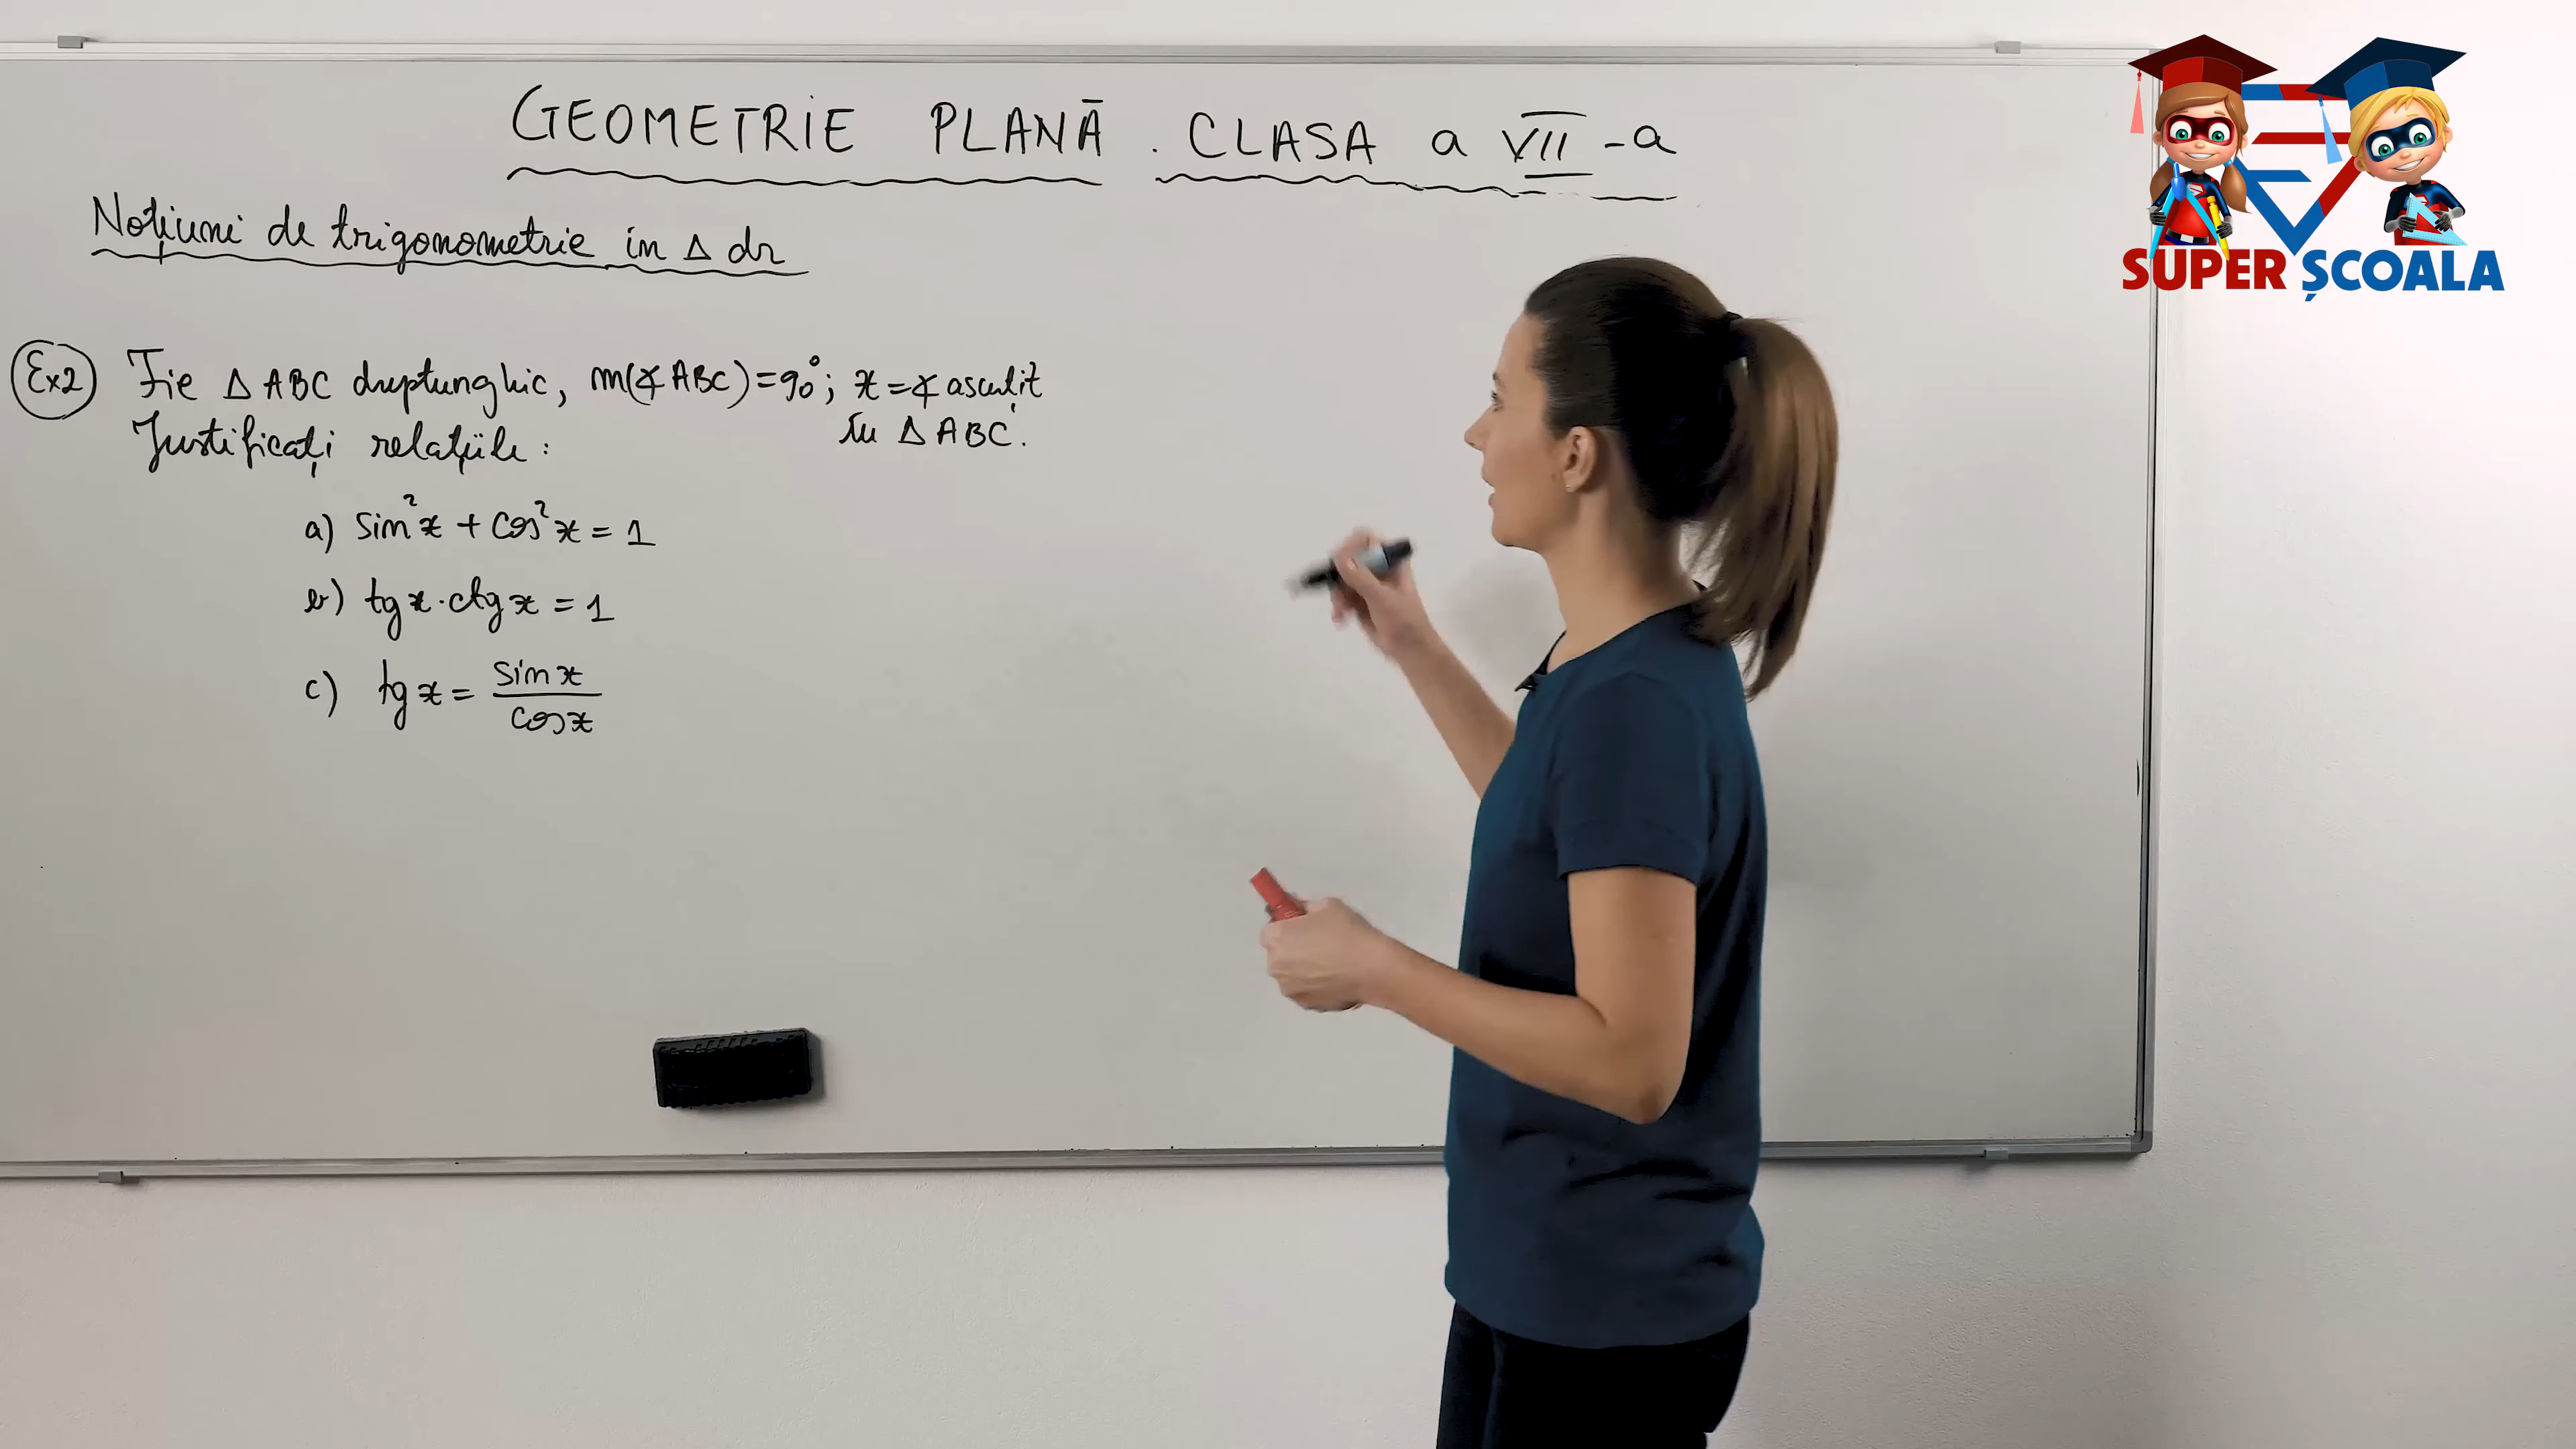 GEOMETRIE PLANĂ. CLASA a VII-a
Noțiuni de trigonometrie în Δ dr
Ex2 Fie Δ ABC dreptunghic, m(∢ ABC) = 90°; x = ∢ ascuțit
în Δ ABC.
Justificați relațiile:
a) sin²x + cos²x = 1
b) tg x · ctg x = 1
c) tg x = sin x / cos x
SUPER ȘCOALA